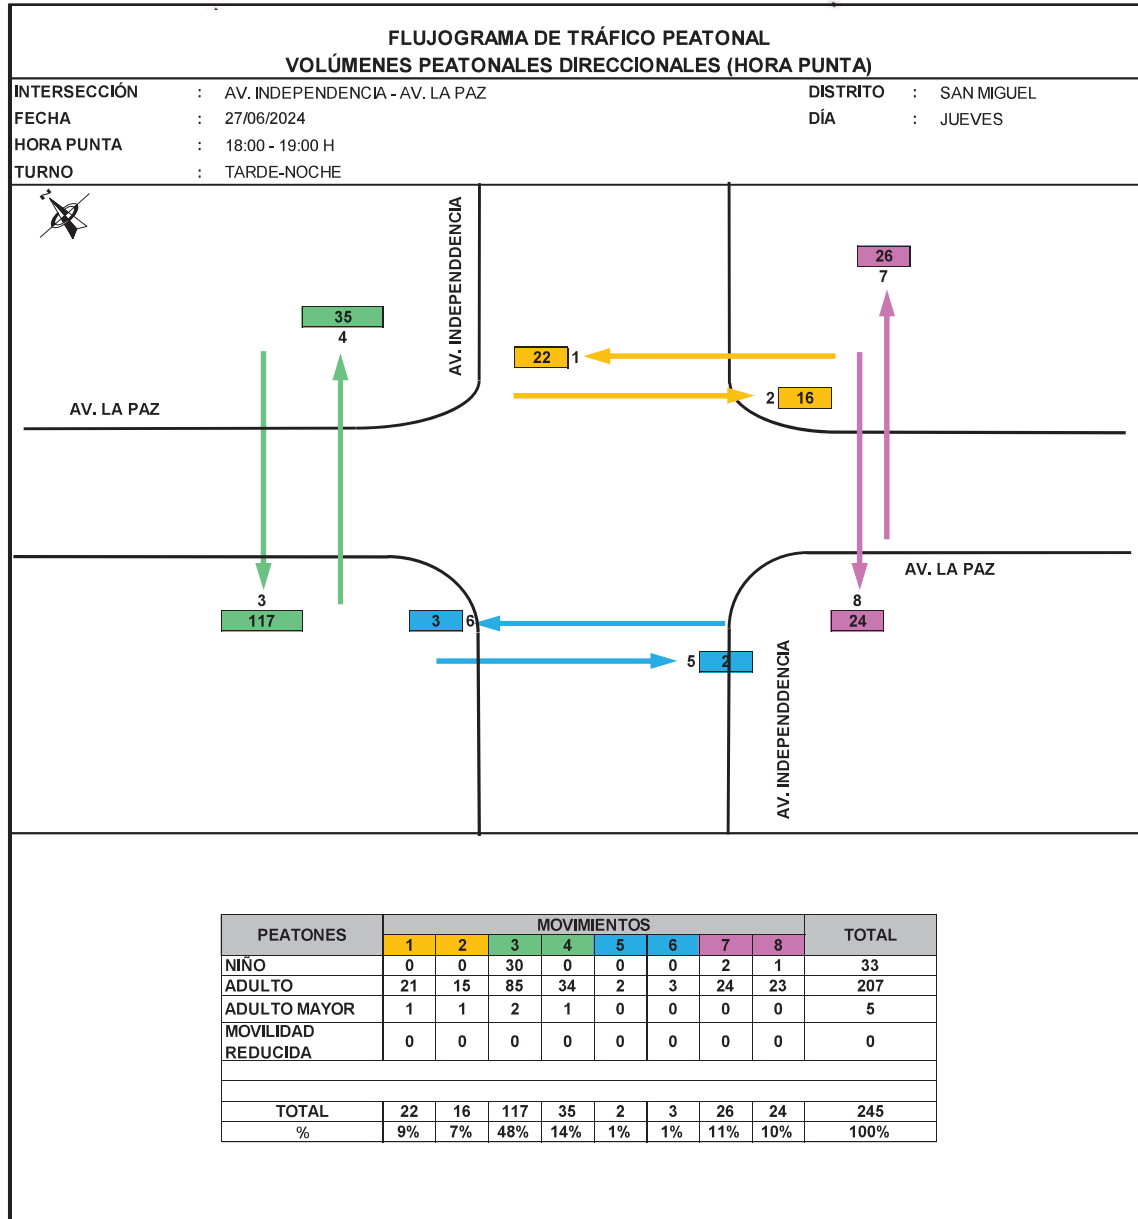 FLUJOGRAMA DE TRÁFICO PEATONAL
VOLÚMENES PEATONALES DIRECCIONALES (HORA PUNTA)
INTERSECCIÓN : AV. INDEPENDENCIA - AV. LA PAZ DISTRITO : SAN MIGUEL
FECHA : 27/06/2024 DÍA : JUEVES
HORA PUNTA : 18:00 - 19:00 H
TURNO : TARDE-NOCHE
N
AV. INDEPENDDENCIA
26
7
35
4
22 1
2 16
AV. LA PAZ
AV. LA PAZ
3
117
3 6
8
24
5 2
AV. INDEPENDDENCIA
PEATONES MOVIMIENTOS TOTAL
1 2 3 4 5 6 7 8
NIÑO 0 0 30 0 0 0 2 1 33
ADULTO 21 15 85 34 2 3 24 23 207
ADULTO MAYOR 1 1 2 1 0 0 0 0 5
MOVILIDAD REDUCIDA 0 0 0 0 0 0 0 0 0
TOTAL 22 16 117 35 2 3 26 24 245
% 9% 7% 48% 14% 1% 1% 11% 10% 100%